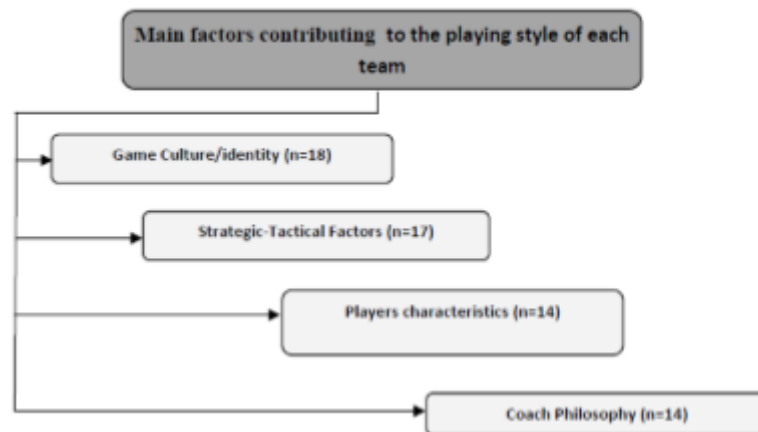 Main factors contributing to the playing style of each
team
Game Culture/identity (n=18)
Strategic-Tactical Factors (n=17)
Players characteristics (n=14)
Coach Philosophy (n=14)